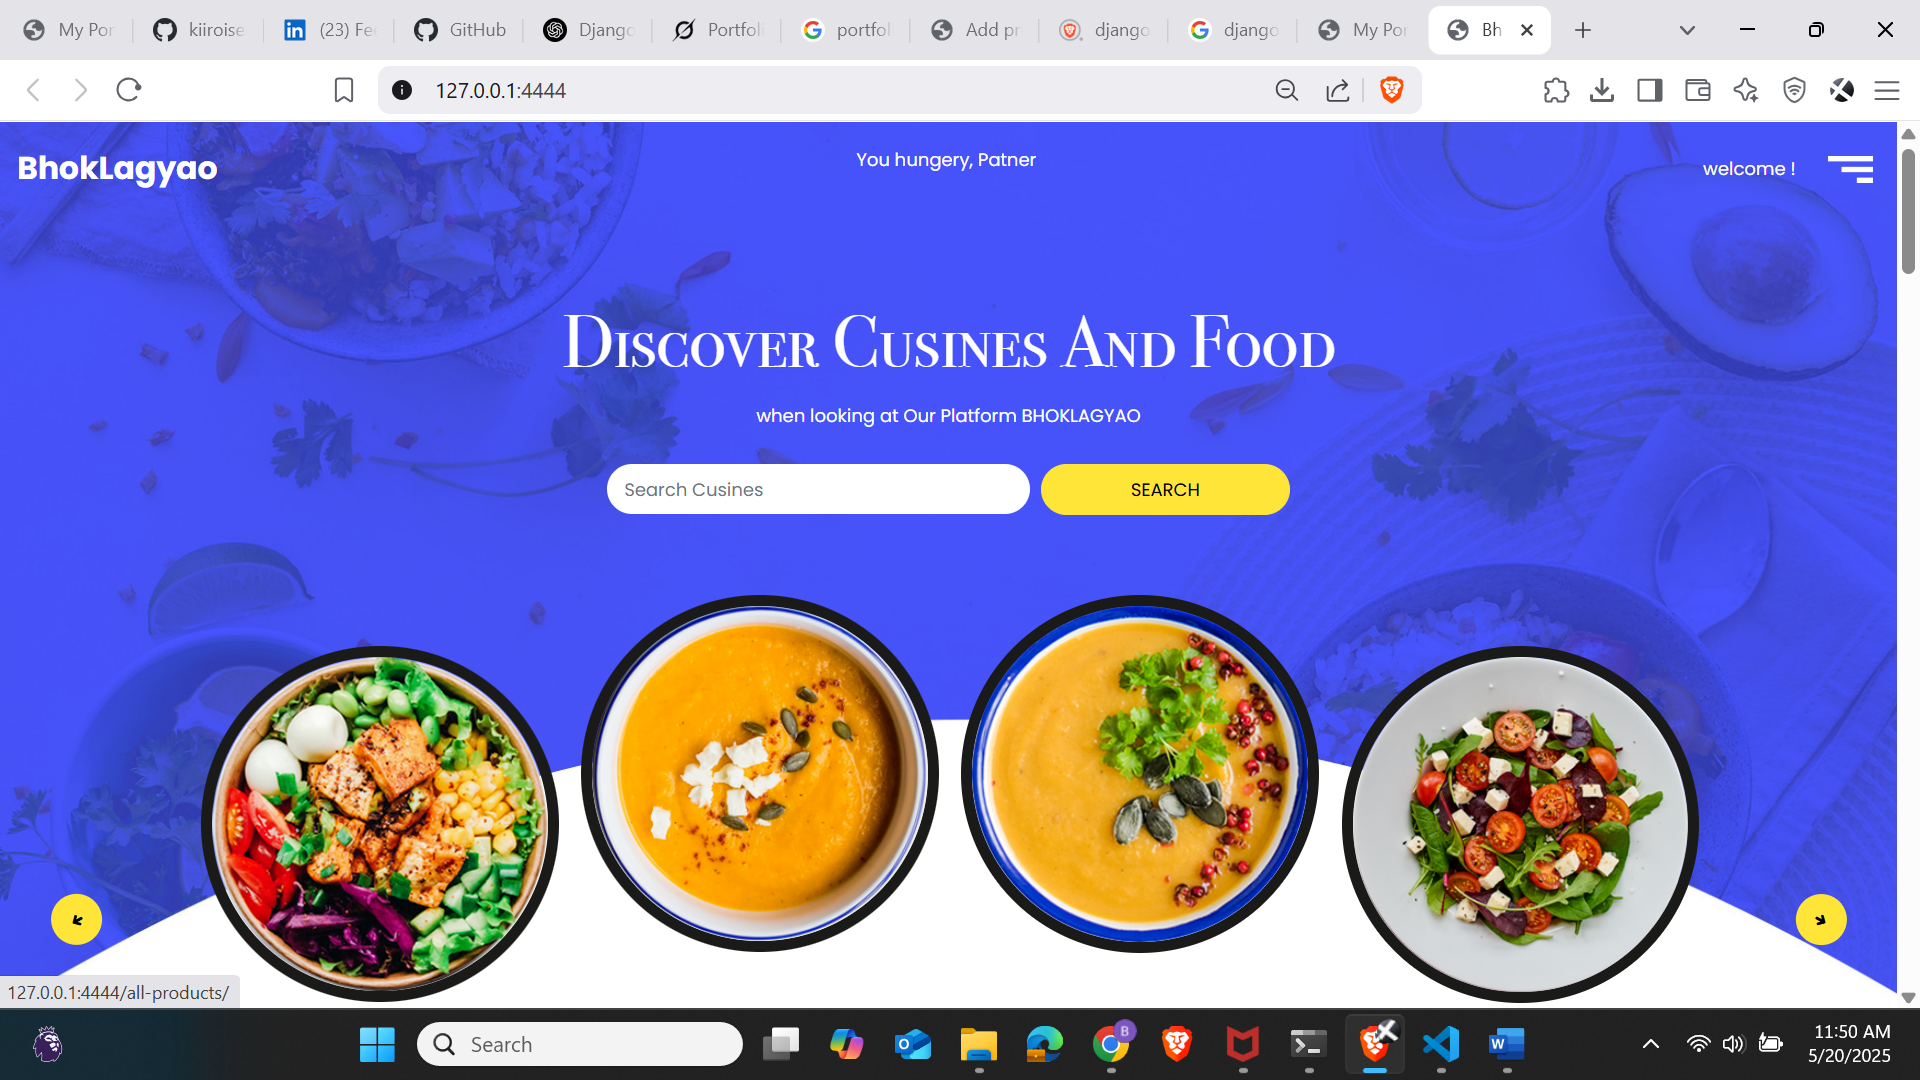 My Por
kiiroise
(23) Fee
GitHub
Django
Portfoli
portfol
Add pr
django
django
My Por
Bh
127.0.0.1:4444
BhokLagyao
You hungery, Patner
welcome !
Discover Cusines And Food
when looking at Our Platform BHOKLAGYAO
Search Cusines
SEARCH
127.0.0.1:4444/all-products/
Search
11:50 AM
5/20/2025